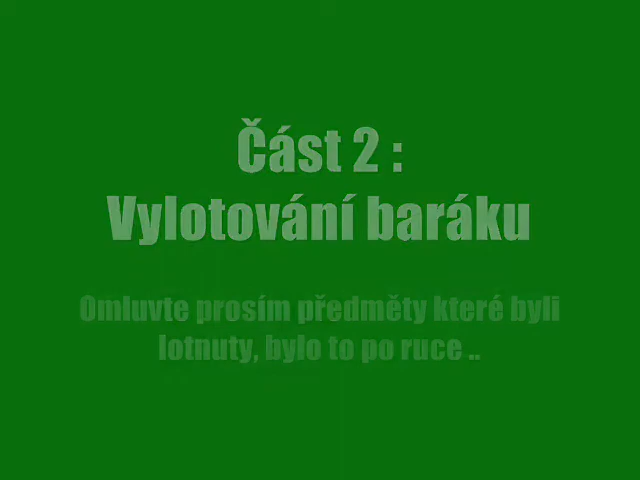 Část 2 :
Vylotování baráku
Omluvte prosím předměty které byli
lotnuty, bylo to po ruce ..